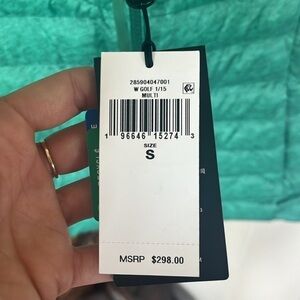 285904047001
W GOLF 1/15
MULTI
1 96646 15274 3
SIZE
S
MSRP $298.00